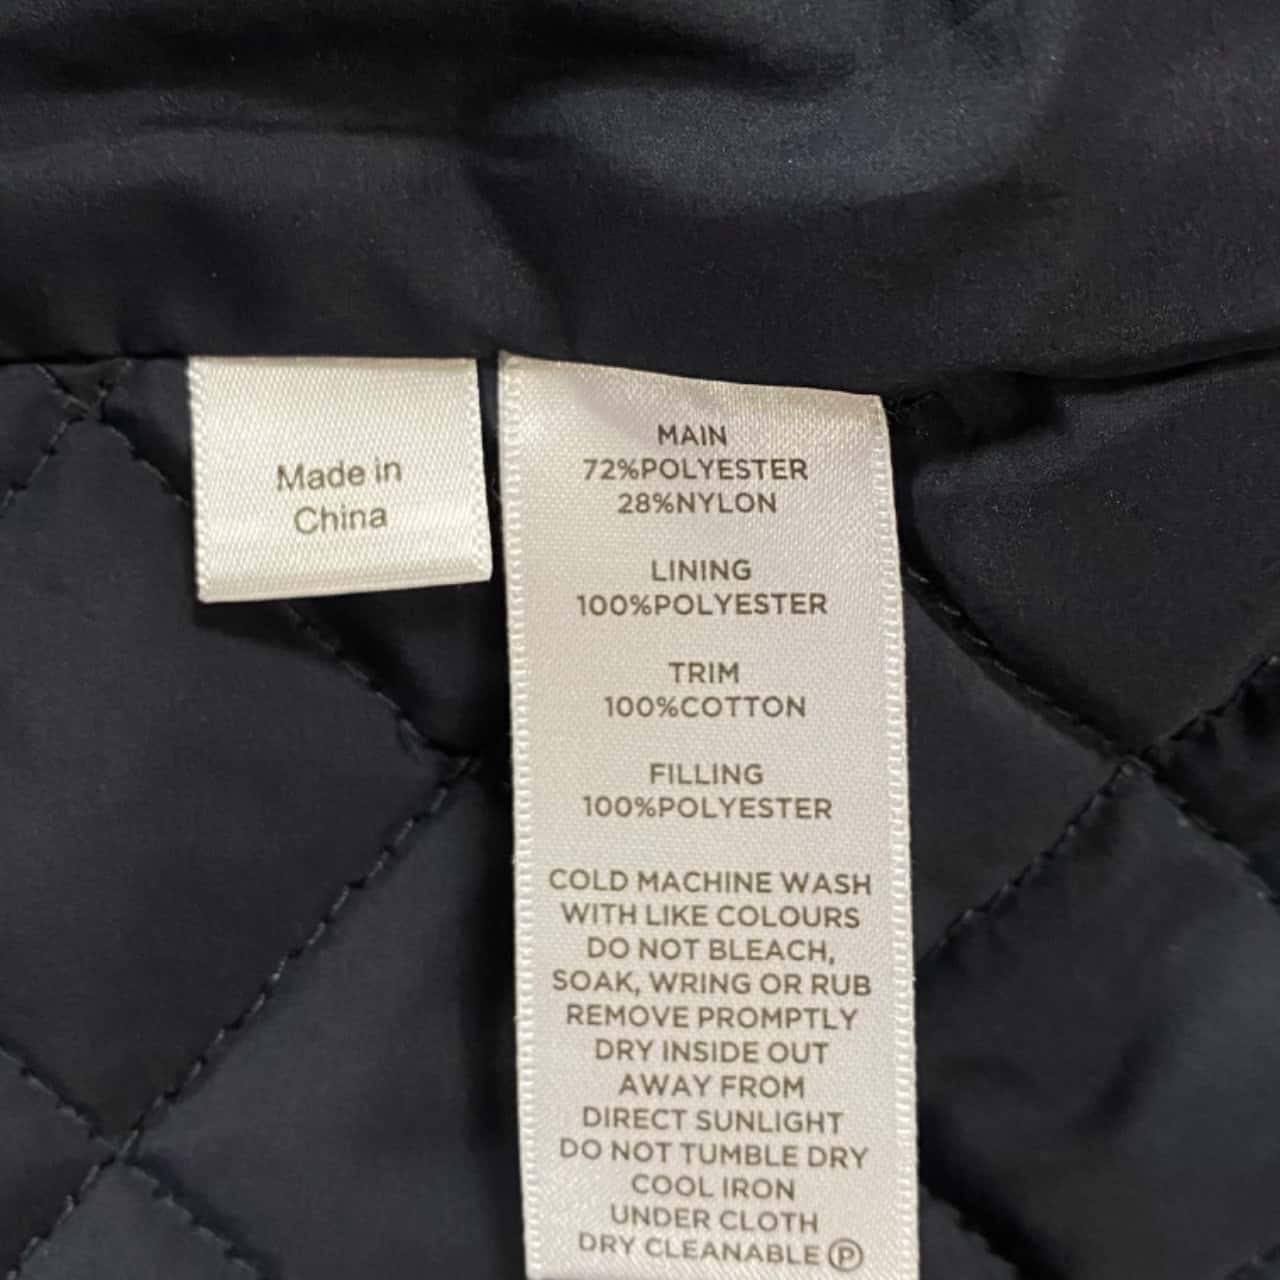 Made in
China
MAIN
72%POLYESTER
28%NYLON
LINING
100%POLYESTER
TRIM
100%COTTON
FILLING
100%POLYESTER
COLD MACHINE WASH
WITH LIKE COLOURS
DO NOT BLEACH,
SOAK, WRING OR RUB
REMOVE PROMPTLY
DRY INSIDE OUT
AWAY FROM
DIRECT SUNLIGHT
DO NOT TUMBLE DRY
COOL IRON
UNDER CLOTH
DRY CLEANABLE Ⓟ